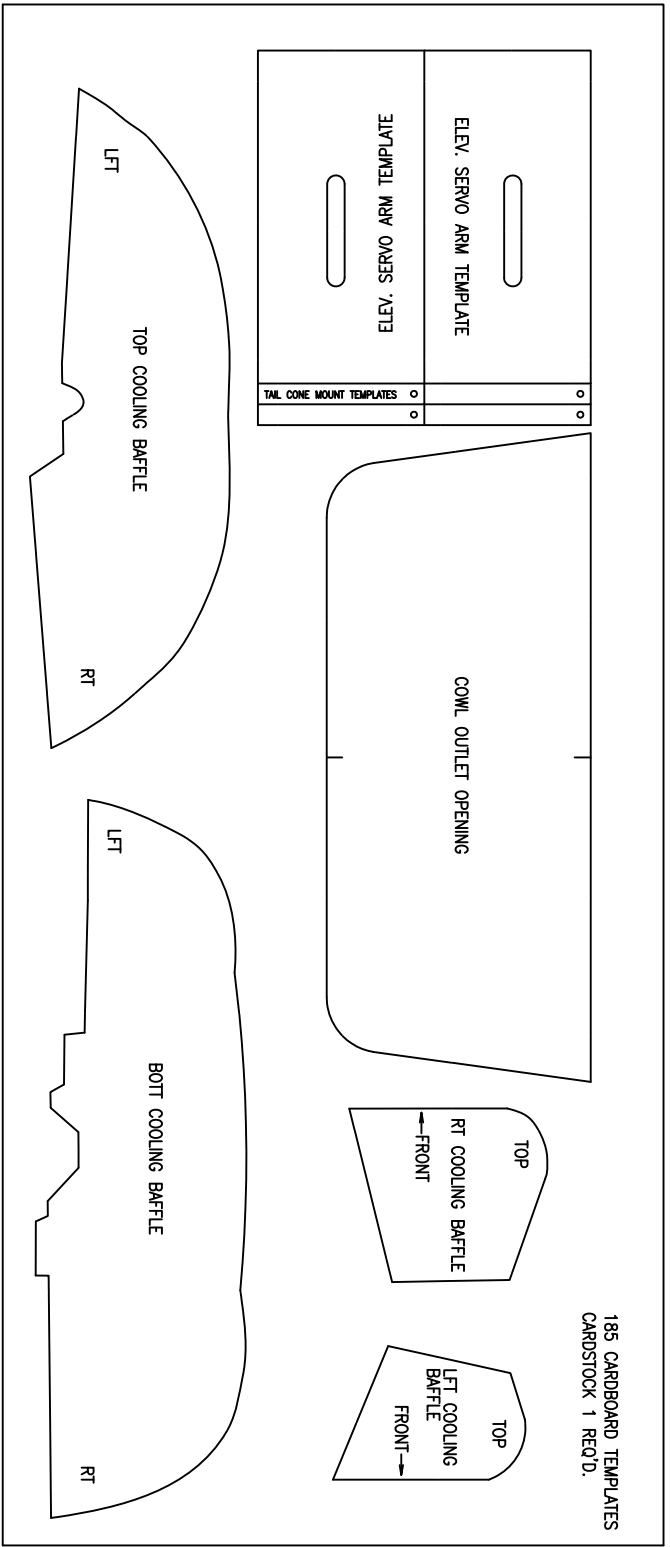 185 CARDBOARD TEMPLATES
CARDSTOCK 1 REQ'D.
ELEV. SERVO ARM TEMPLATE
ELEV. SERVO ARM TEMPLATE
TAIL CONE MOUNT TEMPLATES
COWL OUTLET OPENING
TOP
RT COOLING BAFFLE
FRONT
TOP
LFT COOLING
BAFFLE
FRONT
LFT
TOP COOLING BAFFLE
RT
LFT
BOTT COOLING BAFFLE
RT